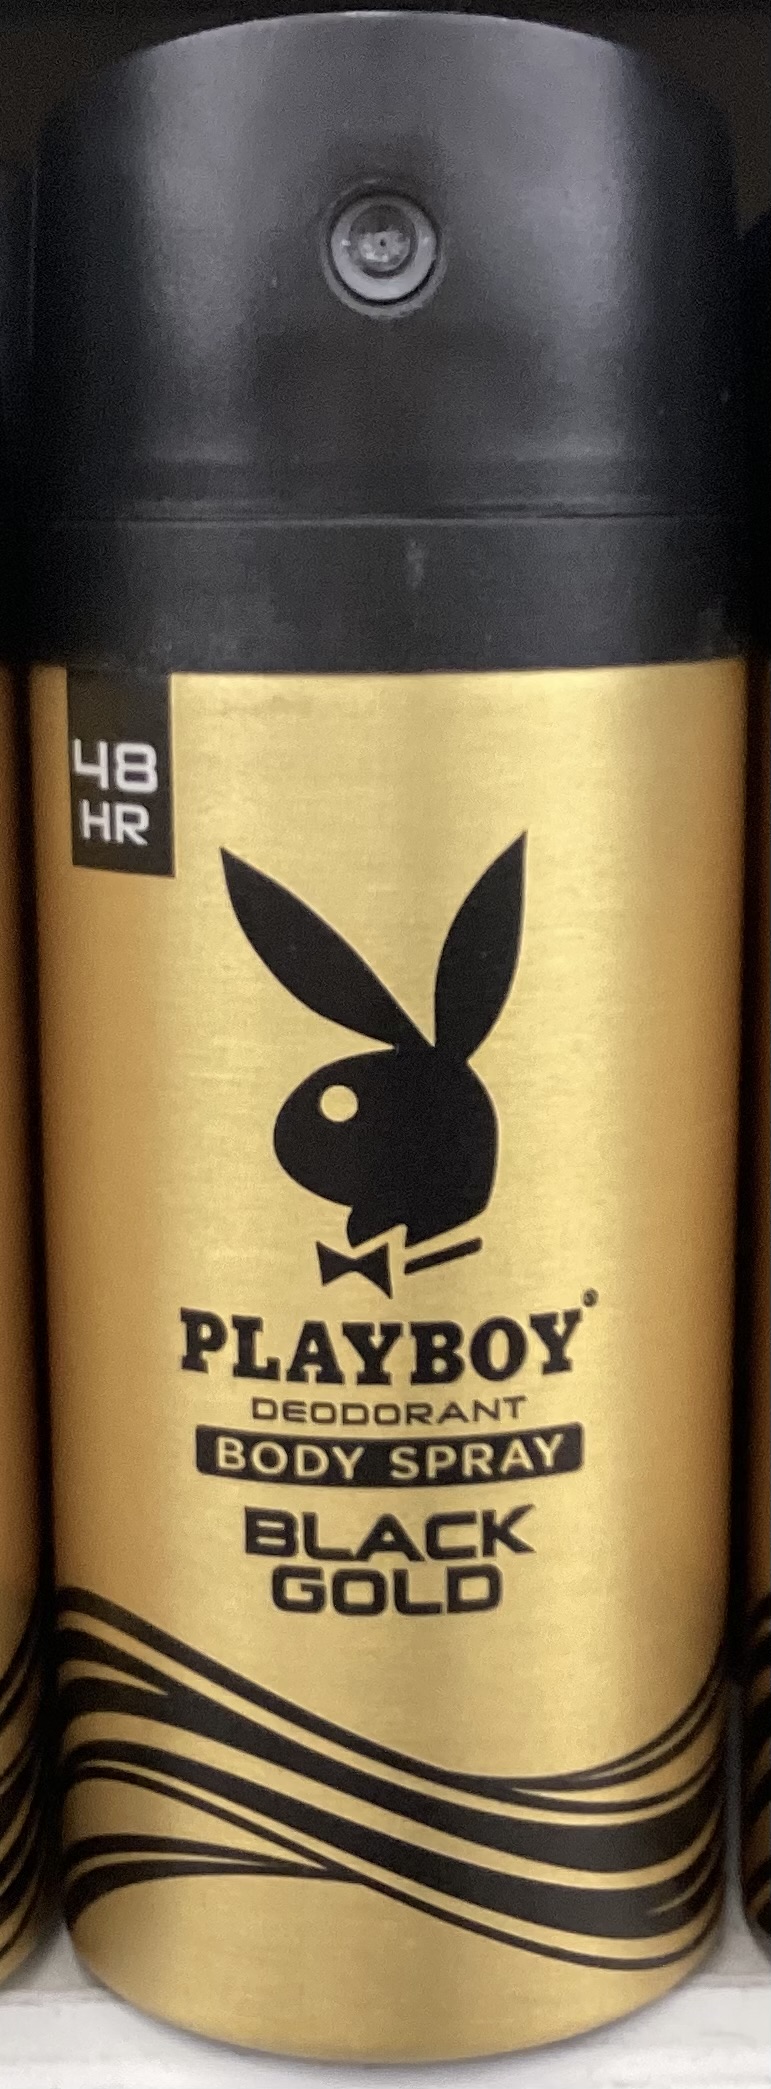 48
HR
PLAYBOY®
DEODORANT
BODY SPRAY
BLACK
GOLD